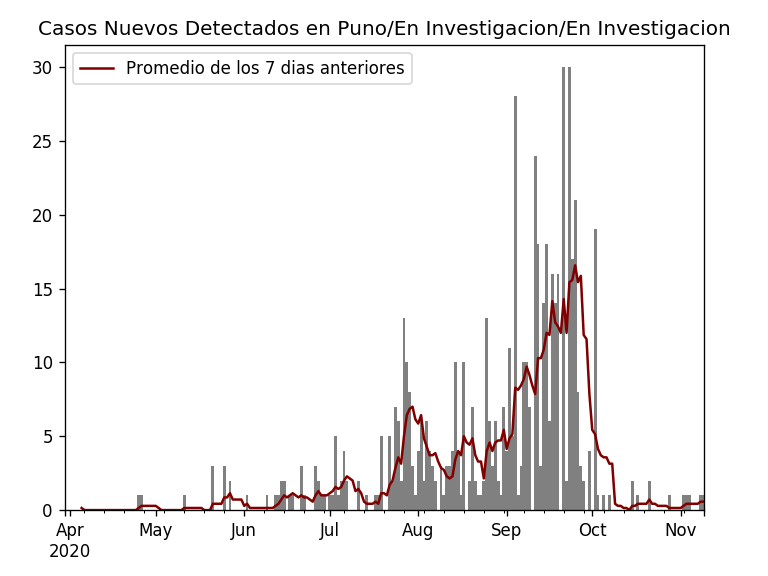 Casos Nuevos Detectados en Puno/En Investigacion/En Investigacion
Promedio de los 7 dias anteriores
30
25
20
15
10
5
0
Apr May Jun Jul Aug Sep Oct Nov
2020